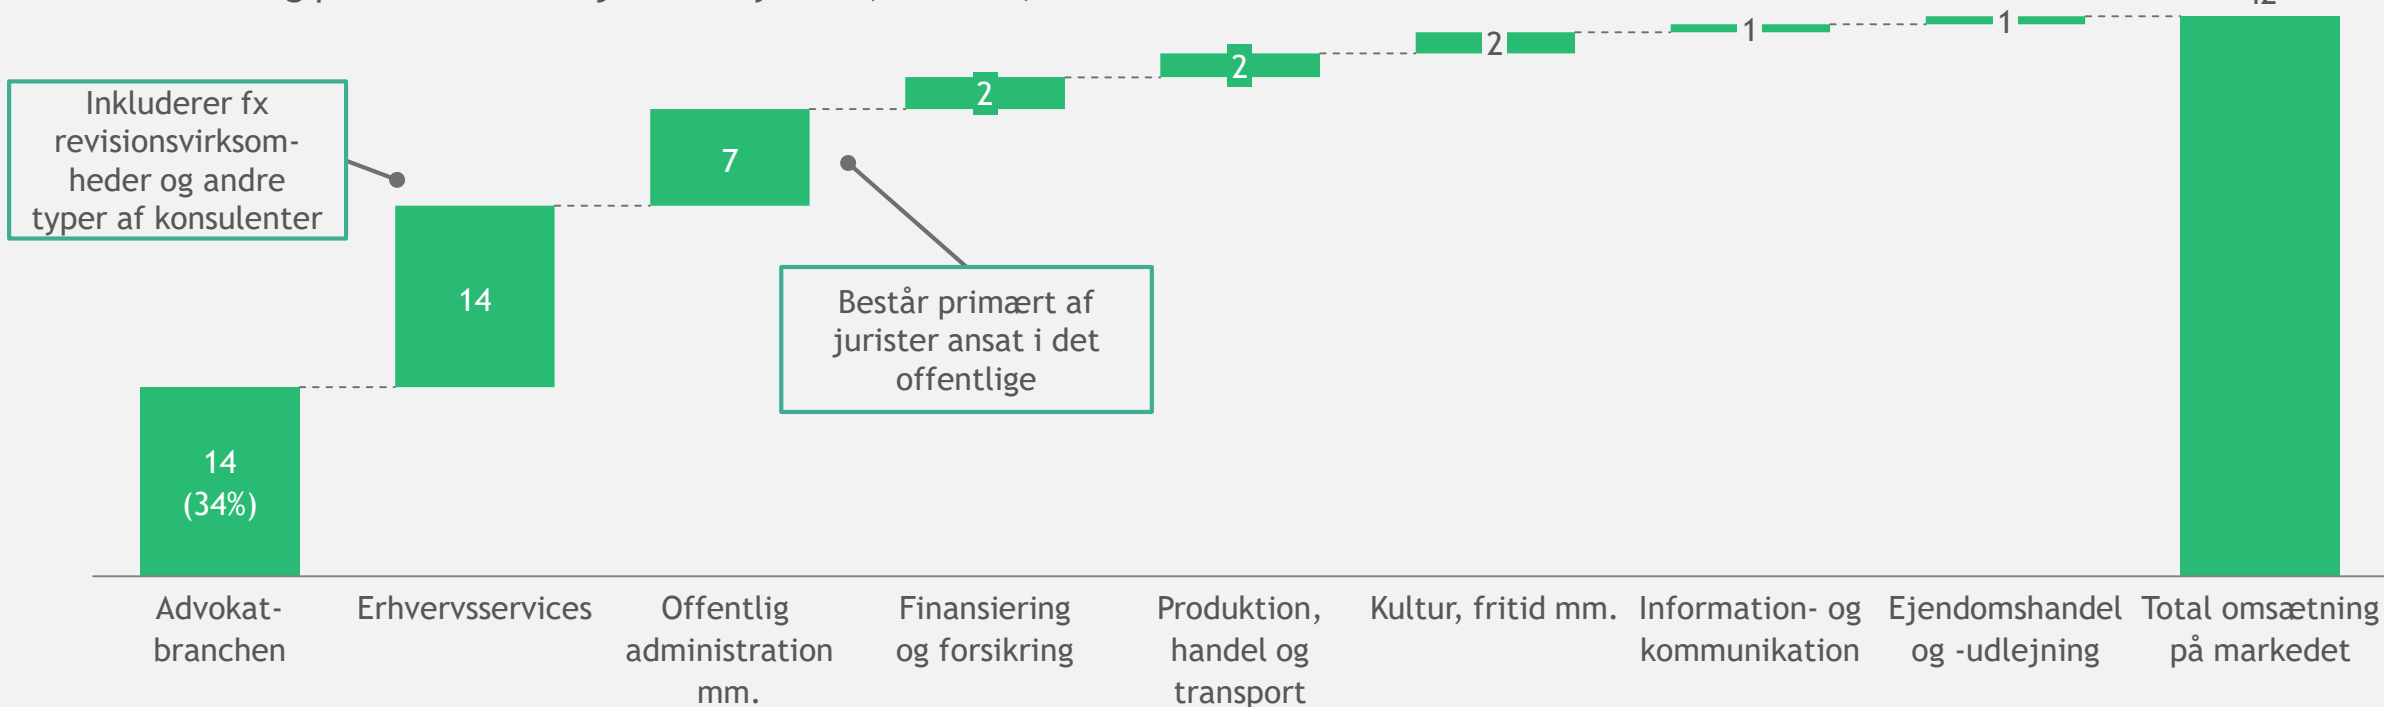 Inkluderer fx
revisionsvirksom-
heder og andre
typer af konsulenter
14
(34%)
14
7
2
2
2
1
1
Består primært af
jurister ansat i det
offentlige
Advokat-
branchen
Erhvervsservices
Offentlig
administration
mm.
Finansiering
og forsikring
Produktion,
handel og
transport
Kultur, fritid mm.
Information- og
kommunikation
Ejendomshandel
og -udlejning
Total omsætning
på markedet